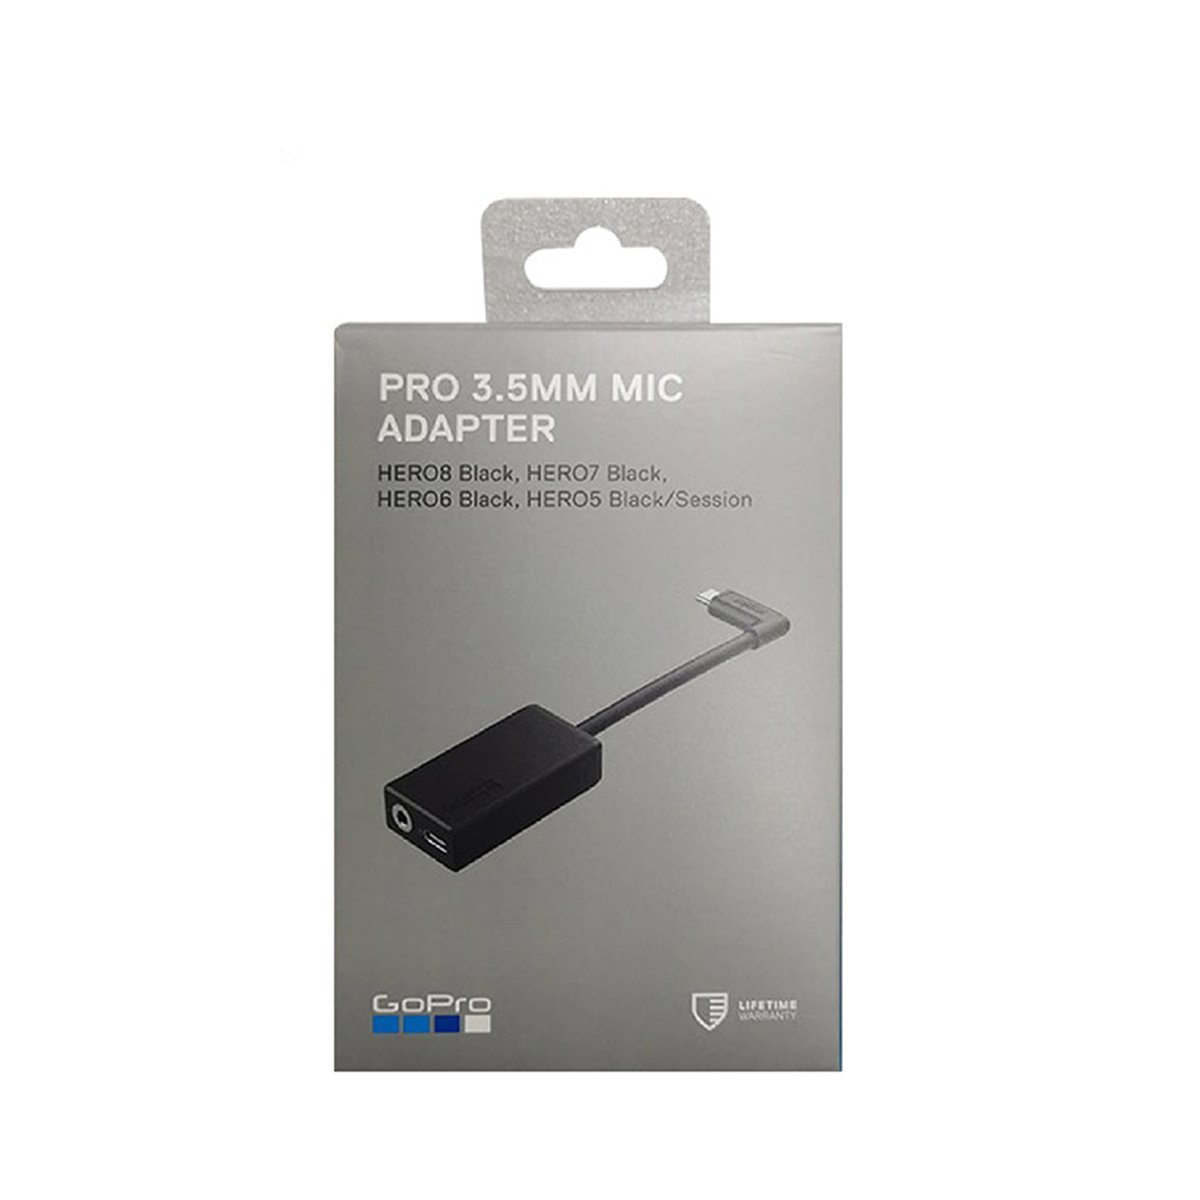 PRO 3.5MM MIC
ADAPTER
HERO8 Black, HERO7 Black,
HERO6 Black, HERO5 Black/Session
GoPro
LIFETIME
WARRANTY